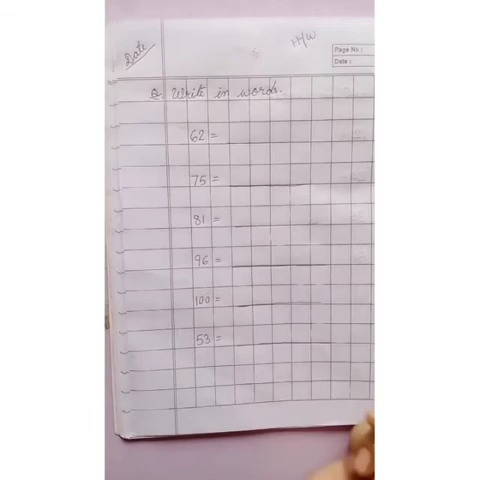 H/W
Date
Page No.:
Date:
Q. Write in words.
62 =
75 =
81 =
96 =
100 =
53 =